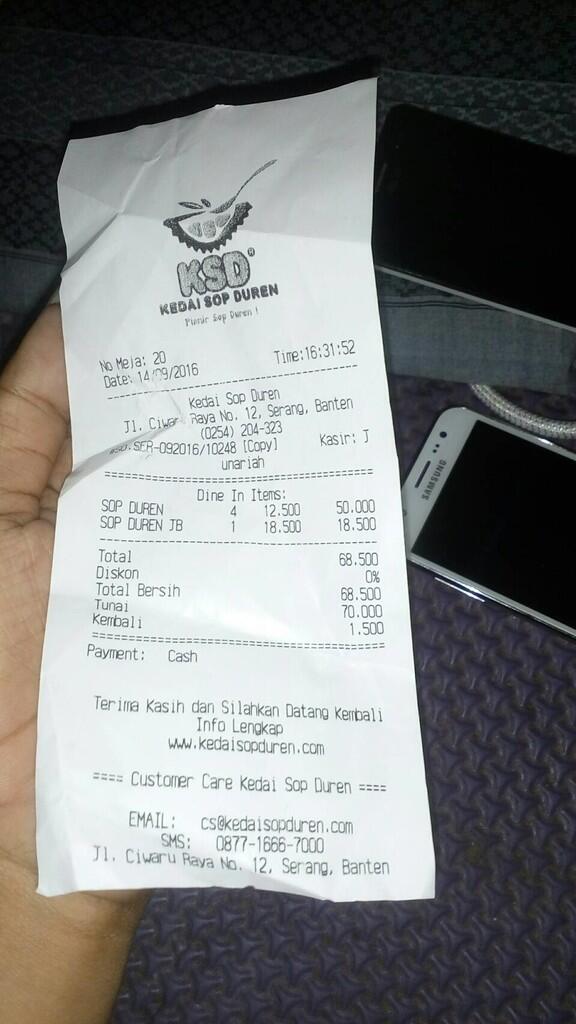 KSD®
KEDAI SOP DUREN
Pionir Sop Duren !
No Meja: 20 Time:16:31:52
Date: 14/09/2016
Kedai Sop Duren
Jl. Ciwaru Raya No. 12, Serang, Banten
(0254) 204-323
.SER-092016/10248 [Copy] Kasir: J
unariah
Dine In Items:
SOP DUREN 4 12.500 50.000
SOP DUREN JB 1 18.500 18.500
Total 68.500
Diskon 0%
Total Bersih 68.500
Tunai 70.000
Kembali 1.500
Payment: Cash
Terima Kasih dan Silahkan Datang Kembali
Info Lengkap
www.kedaisopduren.com
==== Customer Care Kedai Sop Duren ====
EMAIL: cs@kedaisopduren.com
SMS: 0877-1666-7000
Jl. Ciwaru Raya No. 12, Serang, Banten
SAMSUNG